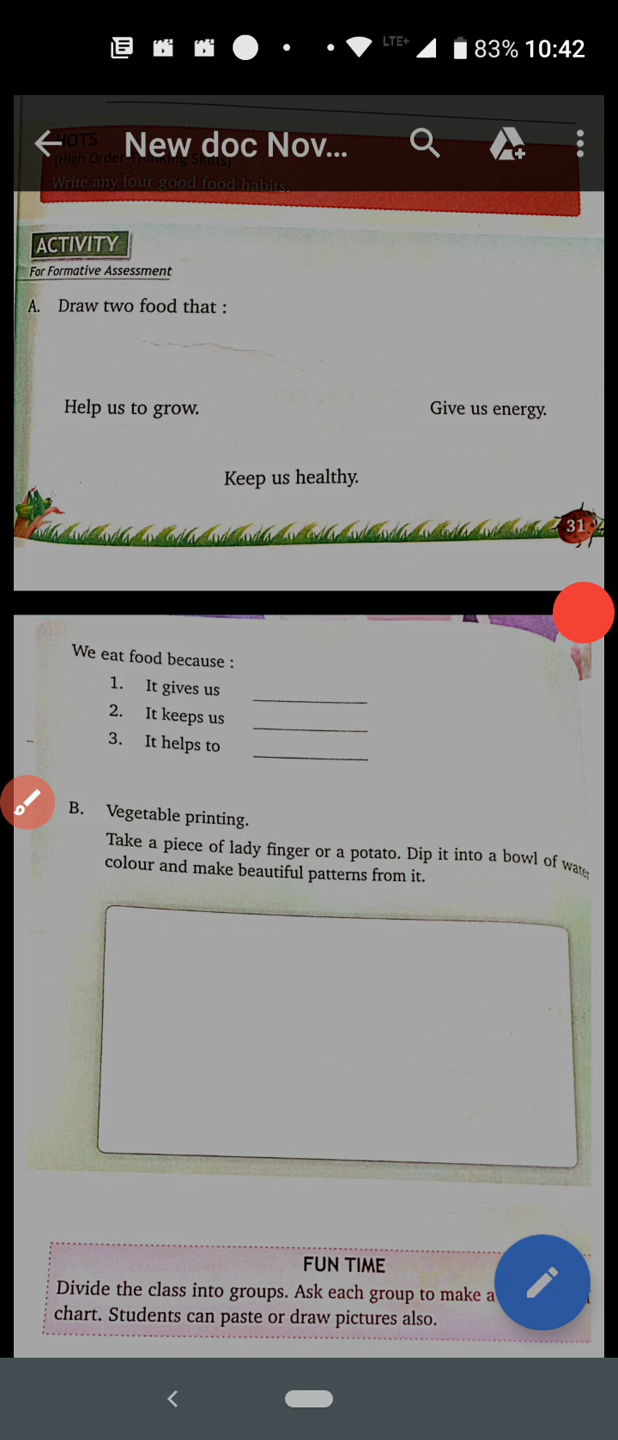 LTE+ 83% 10:42
New doc Nov...
HOTS
(High Order Thinking Skills)
Write any four good food habits.
ACTIVITY
For Formative Assessment
A. Draw two food that :
Help us to grow. Give us energy.
Keep us healthy.
31
We eat food because :
1. It gives us
2. It keeps us
3. It helps to
B. Vegetable printing.
Take a piece of lady finger or a potato. Dip it into a bowl of water
colour and make beautiful patterns from it.
FUN TIME
Divide the class into groups. Ask each group to make a
chart. Students can paste or draw pictures also.